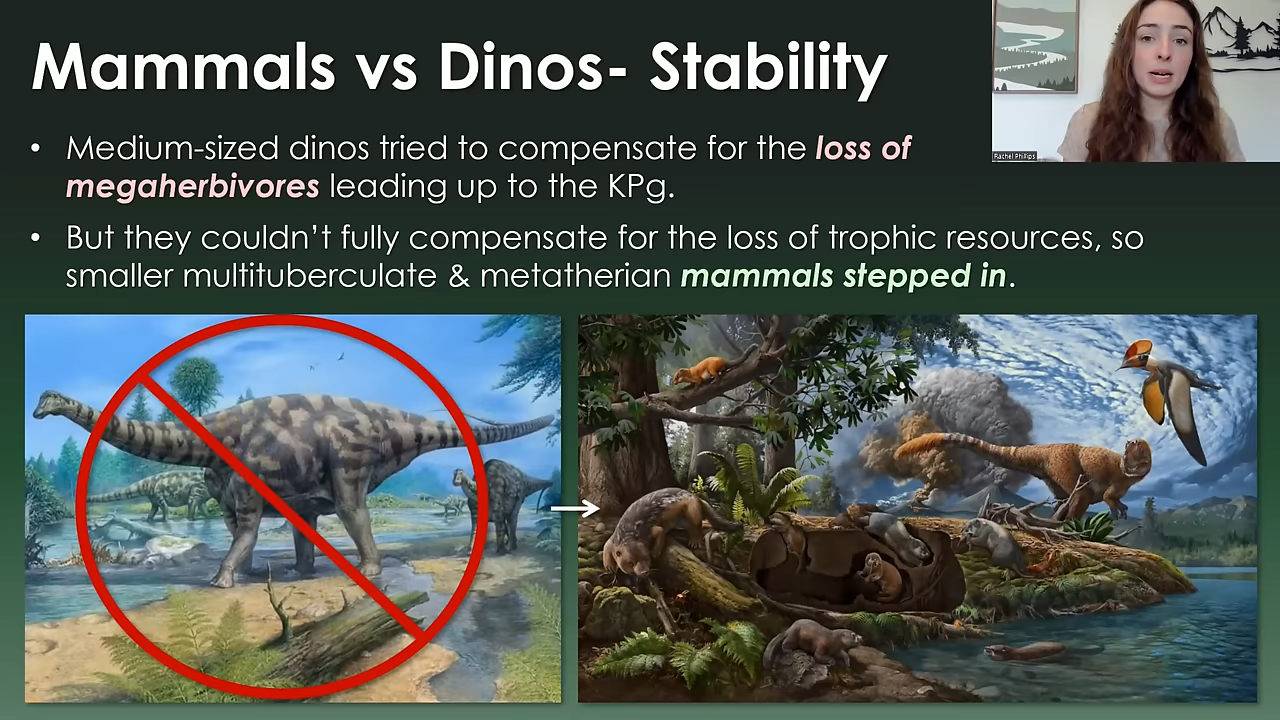 Mammals vs Dinos- Stability
• Medium-sized dinos tried to compensate for the loss of
megaherbivores leading up to the KPg.
• But they couldn’t fully compensate for the loss of trophic resources, so
smaller multituberculate & metatherian mammals stepped in.
Rachel Phillips